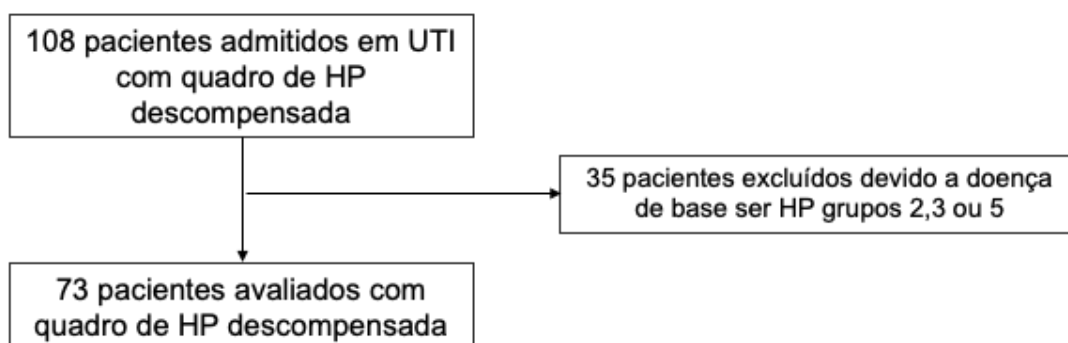 108 pacientes admitidos em UTI
com quadro de HP
descompensada
35 pacientes excluídos devido a doença
de base ser HP grupos 2,3 ou 5
73 pacientes avaliados com
quadro de HP descompensada